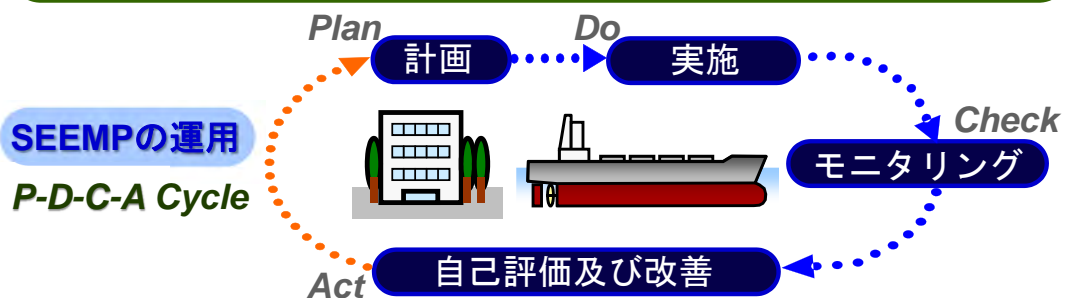 Plan
計画
Do
実施
Check
モニタリング
SEEMPの運用
P-D-C-A Cycle
自己評価及び改善
Act